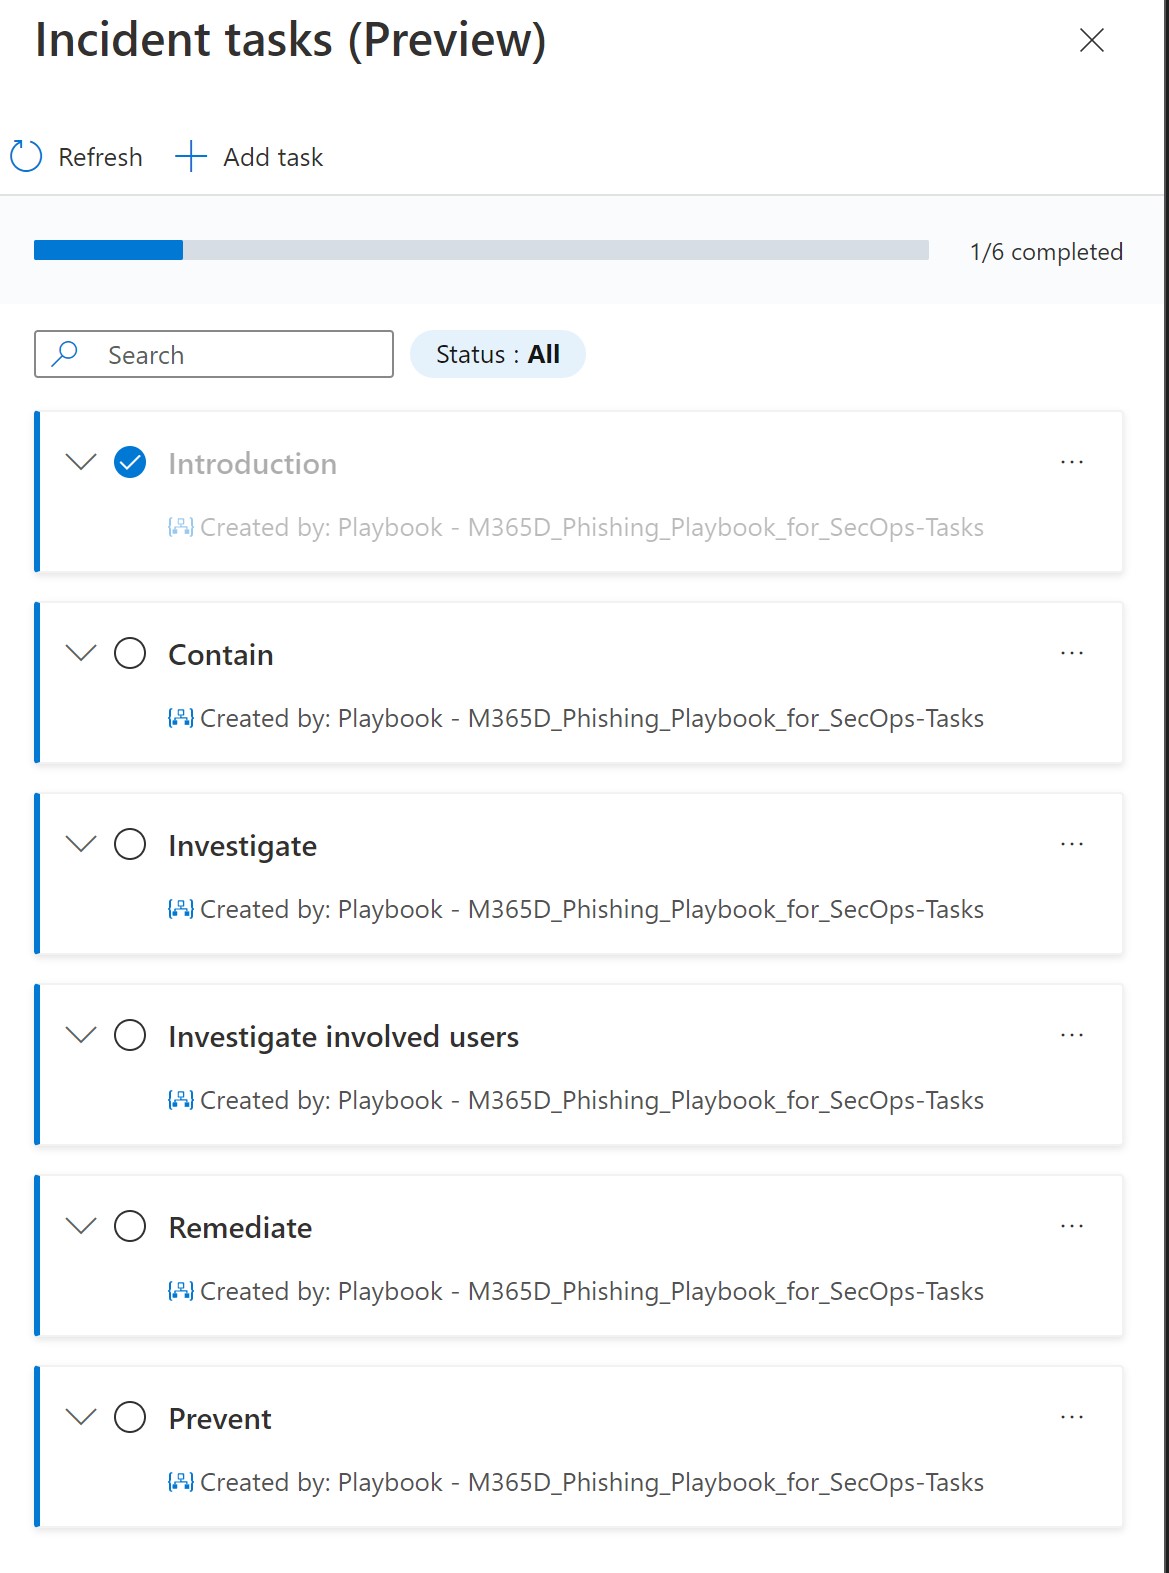 Incident tasks (Preview)
Refresh
Add task
1/6 completed
Search
Status : All
Introduction
Created by: Playbook - M365D_Phishing_Playbook_for_SecOps-Tasks
Contain
Created by: Playbook - M365D_Phishing_Playbook_for_SecOps-Tasks
Investigate
Created by: Playbook - M365D_Phishing_Playbook_for_SecOps-Tasks
Investigate involved users
Created by: Playbook - M365D_Phishing_Playbook_for_SecOps-Tasks
Remediate
Created by: Playbook - M365D_Phishing_Playbook_for_SecOps-Tasks
Prevent
Created by: Playbook - M365D_Phishing_Playbook_for_SecOps-Tasks